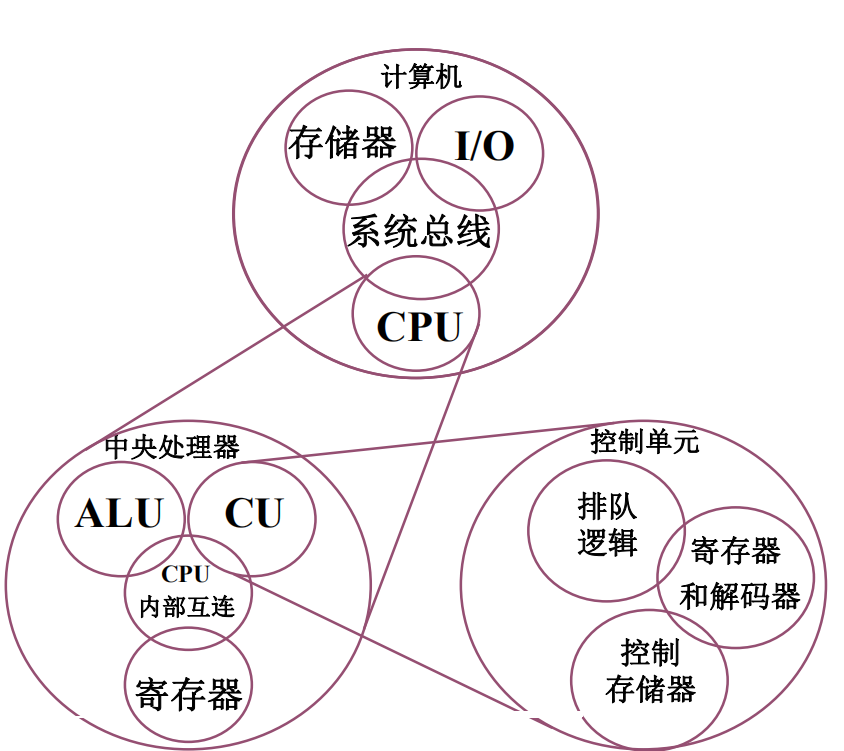 计算机
存储器
I/O
系统总线
CPU
中央处理器
ALU
CU
CPU
内部互连
寄存器
控制单元
排队
逻辑
寄存器
和解码器
控制
存储器